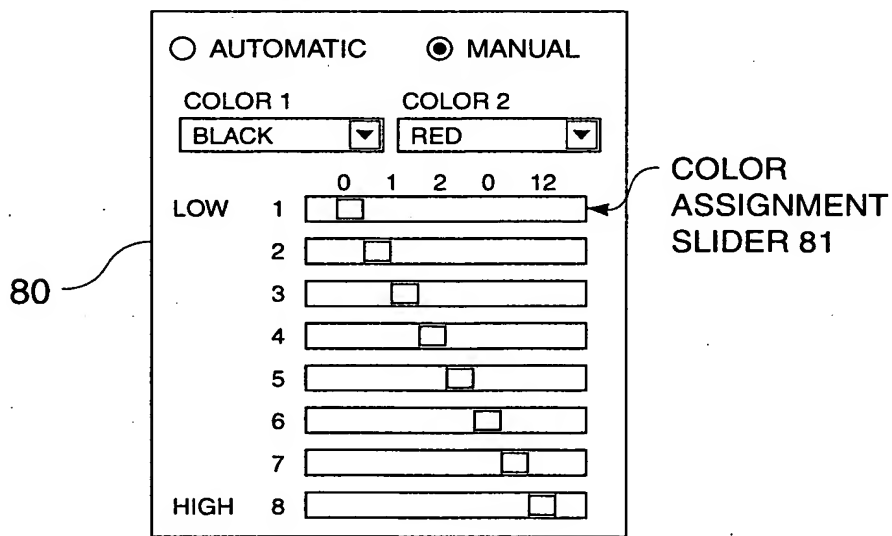 AUTOMATIC MANUAL
COLOR 1 COLOR 2
BLACK RED
0 1 2 0 12
LOW 1
2
3
4
5
6
7
HIGH 8
80
COLOR
ASSIGNMENT
SLIDER 81